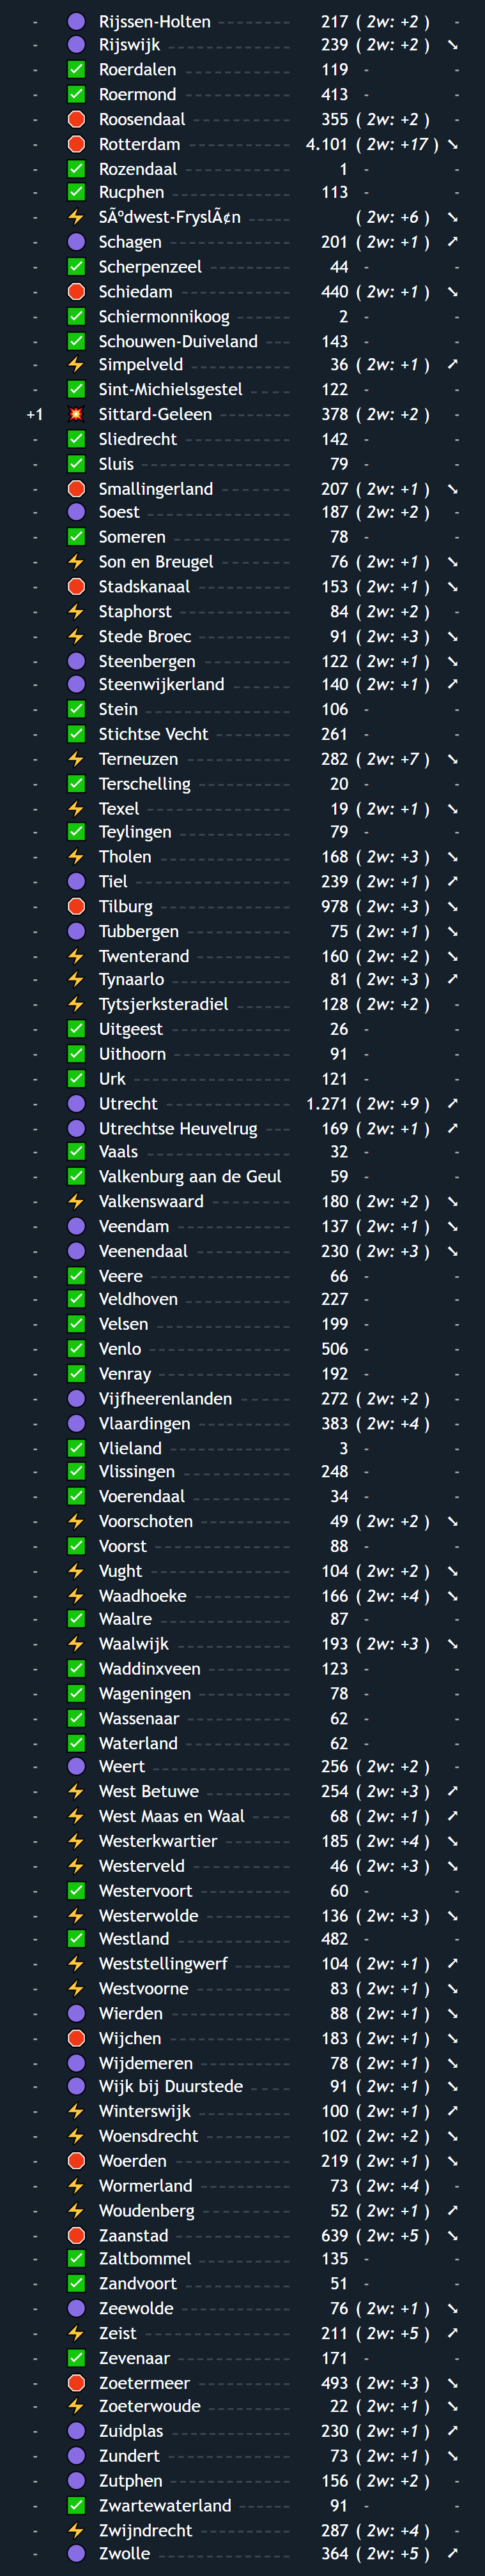 - 🟣 Rijssen-Holten 217 ( 2w: +2 ) -
- 🟣 Rijswijk 239 ( 2w: +2 ) ➘
- ✅ Roerdalen 119 - -
- ✅ Roermond 413 - -
- 🛑 Roosendaal 355 ( 2w: +2 ) -
- 🛑 Rotterdam 4.101 ( 2w: +17 ) ➘
- ✅ Rozendaal 1 - -
- ✅ Rucphen 113 - -
- ⚡ SÃºdwest-FryslÃ¢n ( 2w: +6 ) ➘
- 🟣 Schagen 201 ( 2w: +1 ) ➚
- ✅ Scherpenzeel 44 - -
- 🛑 Schiedam 440 ( 2w: +1 ) ➘
- ✅ Schiermonnikoog 2 - -
- ✅ Schouwen-Duiveland 143 - -
- ⚡ Simpelveld 36 ( 2w: +1 ) ➚
- ✅ Sint-Michielsgestel 122 - -
+1 💥 Sittard-Geleen 378 ( 2w: +2 ) -
- ✅ Sliedrecht 142 - -
- ✅ Sluis 79 - -
- 🛑 Smallingerland 207 ( 2w: +1 ) ➘
- 🟣 Soest 187 ( 2w: +2 ) -
- ✅ Someren 78 - -
- ⚡ Son en Breugel 76 ( 2w: +1 ) ➘
- 🛑 Stadskanaal 153 ( 2w: +1 ) ➘
- ⚡ Staphorst 84 ( 2w: +2 ) -
- ⚡ Stede Broec 91 ( 2w: +3 ) ➘
- 🟣 Steenbergen 122 ( 2w: +1 ) ➘
- 🟣 Steenwijkerland 140 ( 2w: +1 ) ➚
- ✅ Stein 106 - -
- ✅ Stichtse Vecht 261 - -
- ⚡ Terneuzen 282 ( 2w: +7 ) ➘
- ✅ Terschelling 20 - -
- ⚡ Texel 19 ( 2w: +1 ) ➘
- ✅ Teylingen 79 - -
- ⚡ Tholen 168 ( 2w: +3 ) ➘
- 🟣 Tiel 239 ( 2w: +1 ) ➚
- 🛑 Tilburg 978 ( 2w: +3 ) ➘
- 🟣 Tubbergen 75 ( 2w: +1 ) ➘
- ⚡ Twenterand 160 ( 2w: +2 ) ➘
- ⚡ Tynaarlo 81 ( 2w: +3 ) ➚
- ⚡ Tytsjerksteradiel 128 ( 2w: +2 ) -
- ✅ Uitgeest 26 - -
- ✅ Uithoorn 91 - -
- ✅ Urk 121 - -
- 🟣 Utrecht 1.271 ( 2w: +9 ) ➚
- 🟣 Utrechtse Heuvelrug 169 ( 2w: +1 ) ➚
- ✅ Vaals 32 - -
- ✅ Valkenburg aan de Geul 59 - -
- ⚡ Valkenswaard 180 ( 2w: +2 ) ➘
- 🟣 Veendam 137 ( 2w: +1 ) ➘
- 🟣 Veenendaal 230 ( 2w: +3 ) ➘
- ✅ Veere 66 - -
- ✅ Veldhoven 227 - -
- ✅ Velsen 199 - -
- ✅ Venlo 506 - -
- ✅ Venray 192 - -
- 🟣 Vijfheerenlanden 272 ( 2w: +2 ) -
- 🟣 Vlaardingen 383 ( 2w: +4 ) -
- ✅ Vlieland 3 - -
- ✅ Vlissingen 248 - -
- ✅ Voerendaal 34 - -
- ⚡ Voorschoten 49 ( 2w: +2 ) ➘
- ✅ Voorst 88 - -
- ⚡ Vught 104 ( 2w: +2 ) ➘
- ⚡ Waadhoeke 166 ( 2w: +4 ) ➘
- ✅ Waalre 87 - -
- ⚡ Waalwijk 193 ( 2w: +3 ) ➘
- ✅ Waddinxveen 123 - -
- ✅ Wageningen 78 - -
- ✅ Wassenaar 62 - -
- ✅ Waterland 62 - -
- 🟣 Weert 256 ( 2w: +2 ) -
- ⚡ West Betuwe 254 ( 2w: +3 ) ➚
- ⚡ West Maas en Waal 68 ( 2w: +1 ) ➚
- ⚡ Westerkwartier 185 ( 2w: +4 ) ➘
- ⚡ Westerveld 46 ( 2w: +3 ) ➘
- ✅ Westervoort 60 - -
- ⚡ Westerwolde 136 ( 2w: +3 ) ➘
- ✅ Westland 482 - -
- ⚡ Weststellingwerf 104 ( 2w: +1 ) ➚
- ⚡ Westvoorne 83 ( 2w: +1 ) ➘
- 🟣 Wierden 88 ( 2w: +1 ) ➘
- 🛑 Wijchen 183 ( 2w: +1 ) ➘
- 🟣 Wijdemeren 78 ( 2w: +1 ) ➘
- 🟣 Wijk bij Duurstede 91 ( 2w: +1 ) ➘
- ⚡ Winterswijk 100 ( 2w: +1 ) ➚
- ⚡ Woensdrecht 102 ( 2w: +2 ) ➘
- 🛑 Woerden 219 ( 2w: +1 ) ➘
- ⚡ Wormerland 73 ( 2w: +4 ) -
- ⚡ Woudenberg 52 ( 2w: +1 ) ➚
- 🛑 Zaanstad 639 ( 2w: +5 ) ➘
- ✅ Zaltbommel 135 - -
- ✅ Zandvoort 51 - -
- 🟣 Zeewolde 76 ( 2w: +1 ) ➘
- ⚡ Zeist 211 ( 2w: +5 ) ➚
- ✅ Zevenaar 171 - -
- 🛑 Zoetermeer 493 ( 2w: +3 ) ➘
- ⚡ Zoeterwoude 22 ( 2w: +1 ) ➘
- 🟣 Zuidplas 230 ( 2w: +1 ) ➚
- 🟣 Zundert 73 ( 2w: +1 ) ➘
- 🟣 Zutphen 156 ( 2w: +2 ) -
- ✅ Zwartewaterland 91 - -
- ⚡ Zwijndrecht 287 ( 2w: +4 ) -
- 🟣 Zwolle 364 ( 2w: +5 ) ➚